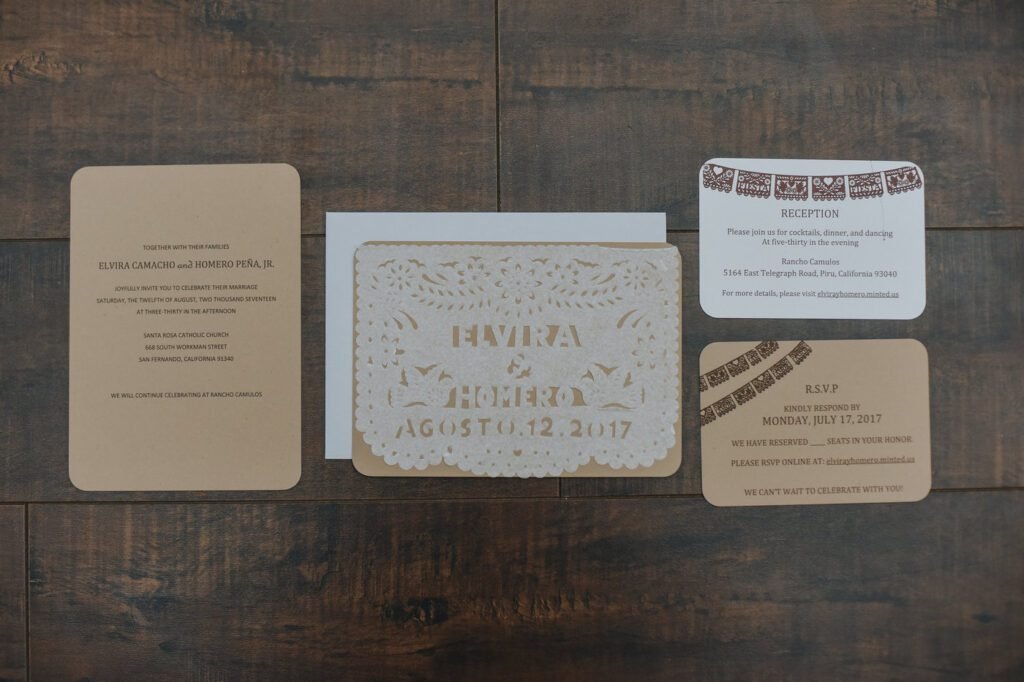 TOGETHER WITH THEIR FAMILIES
ELVIRA CAMACHO and HOMERO PEÑA, JR.
JOYFULLY INVITE YOU TO CELEBRATE THEIR MARRIAGE
SATURDAY, THE TWELFTH OF AUGUST, TWO THOUSAND SEVENTEEN
AT THREE-THIRTY IN THE AFTERNOON
SANTA ROSA CATHOLIC CHURCH
668 SOUTH WORKMAN STREET
SAN FERNANDO, CALIFORNIA 91340
WE WILL CONTINUE CELEBRATING AT RANCHO CAMULOS
ELVIRA
&
HOMERO
AGOSTO.12.2017
FIESTA FIESTA
RECEPTION
Please join us for cocktails, dinner, and dancing
At five-thirty in the evening
Rancho Camulos
5164 East Telegraph Road, Piru, California 93040
For more details, please visit elvirayhomero.minted.us
R.S.V.P
KINDLY RESPOND BY
MONDAY, JULY 17, 2017
WE HAVE RESERVED ____ SEATS IN YOUR HONOR.
PLEASE RSVP ONLINE AT: elvirayhomero.minted.us
WE CAN'T WAIT TO CELEBRATE WITH YOU!